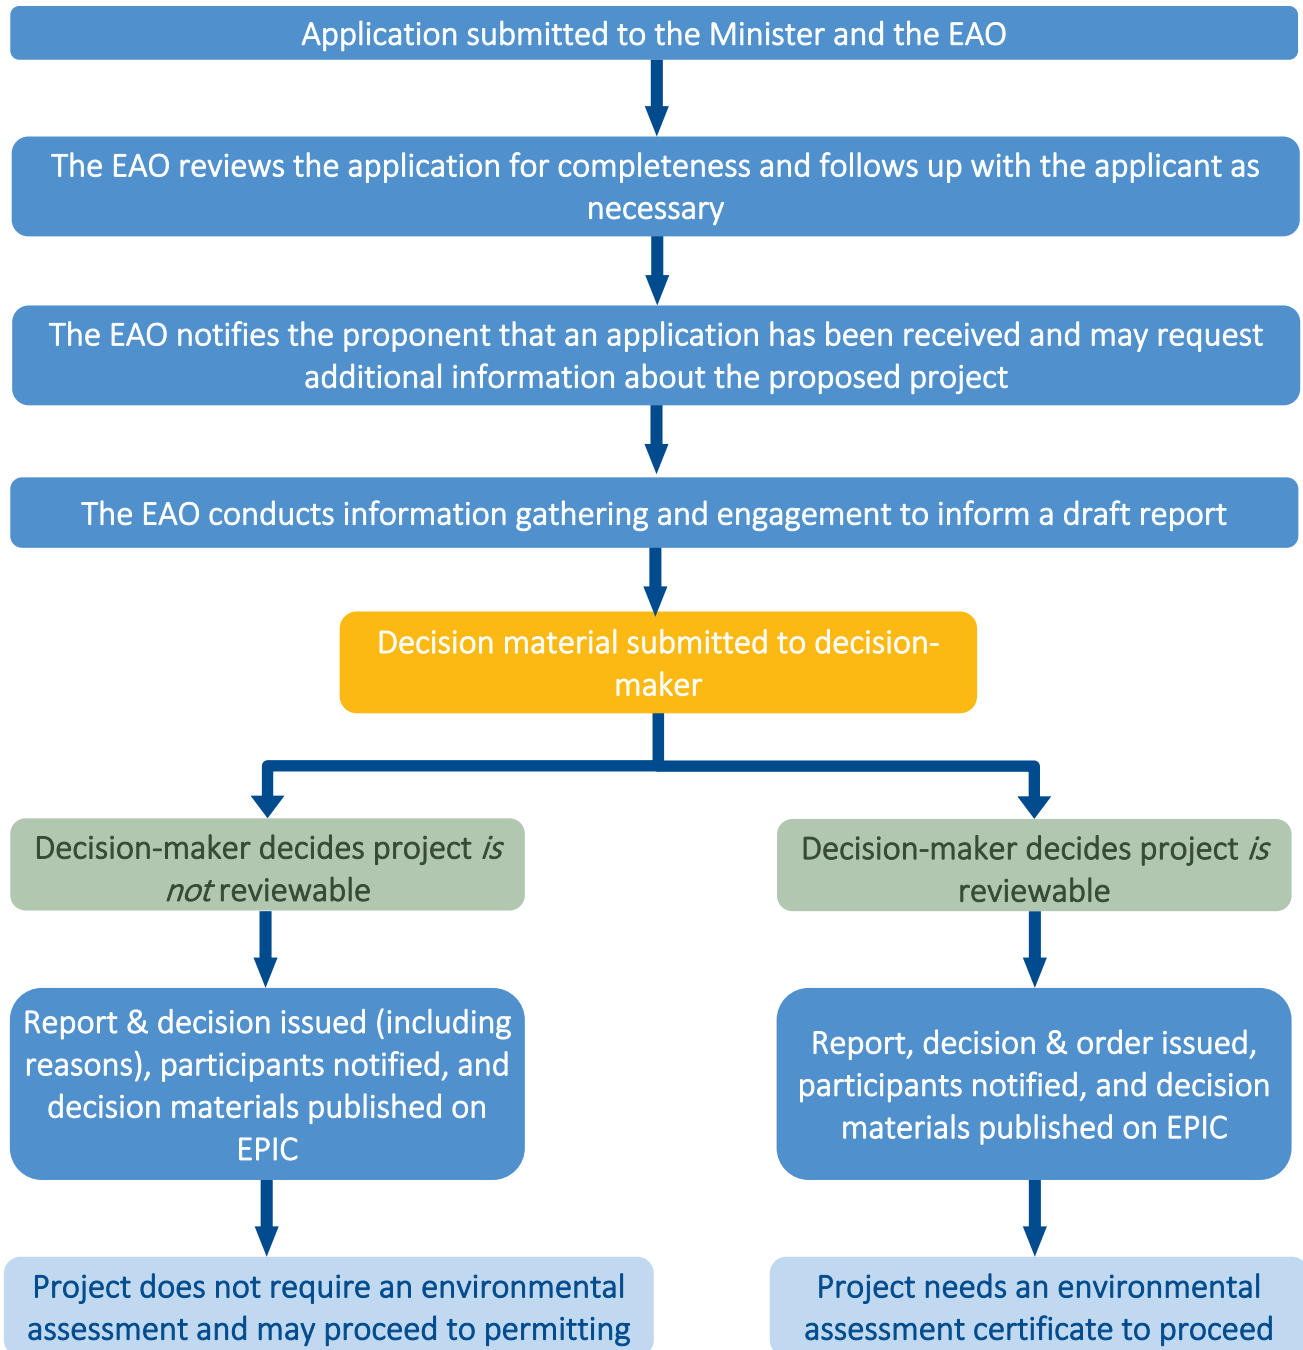 Application submitted to the Minister and the EAO
The EAO reviews the application for completeness and follows up with the applicant as
necessary
The EAO notifies the proponent that an application has been received and may request
additional information about the proposed project
The EAO conducts information gathering and engagement to inform a draft report
Decision material submitted to decision-
maker
Decision-maker decides project is
not reviewable
Report & decision issued (including
reasons), participants notified, and
decision materials published on
EPIC
Project does not require an environmental
assessment and may proceed to permitting
Decision-maker decides project is
reviewable
Report, decision & order issued,
participants notified, and decision
materials published on EPIC
Project needs an environmental
assessment certificate to proceed